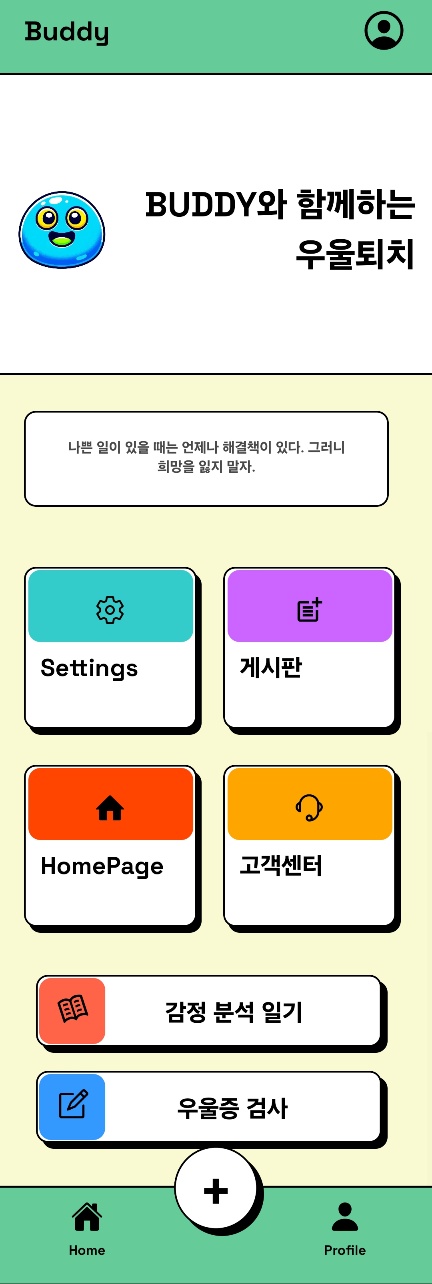 Buddy
BUDDY와 함께하는
우울퇴치
나쁜 일이 있을 때는 언제나 해결책이 있다. 그러니
희망을 잃지 말자.
Settings
게시판
HomePage
고객센터
감정 분석 일기
우울증 검사
+
Home
Profile